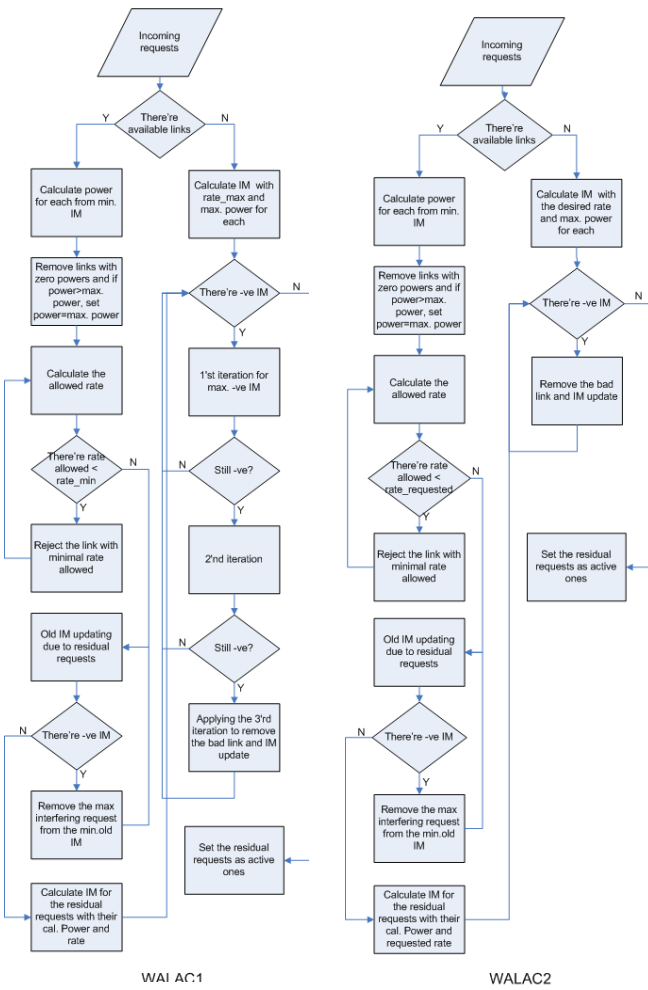 Incoming
requests
There're
available links
Y
N
Calculate power
for each from min.
IM
Calculate IM with
rate_max and
max. power for
each
Remove links with
zero powers and if
power>max.
power, set
power=max. power
There're -ve IM
N
Y
Calculate the
allowed rate
1'st iteration for
max. -ve IM
There're rate
allowed <
rate_min
N
Y
Still -ve?
N
Y
Reject the link with
minimal rate
allowed
2'nd iteration
Old IM updating
due to residual
requests
Still -ve?
N
Y
There're -ve IM
N
Y
Applying the 3'rd
iteration to remove
the bad link and IM
update
Remove the max
interfering request
from the min.old
IM
Set the residual
requests as active
ones
Calculate IM for
the residual
requests with their
cal. Power and
rate
WALAC1
Incoming
requests
There're
available links
Y
N
Calculate power
for each from min.
IM
Calculate IM with
the desired rate
and max. power
for each
Remove links with
zero powers and if
power>max.
power, set
power=max. power
There're -ve IM
N
Y
Calculate the
allowed rate
Remove the bad
link and IM update
There're rate
allowed <
rate_requested
N
Y
Reject the link with
minimal rate
allowed
Set the residual
requests as active
ones
Old IM updating
due to residual
requests
There're -ve IM
N
Y
Remove the max
interfering request
from the min.old
IM
Calculate IM for
the residual
requests with their
cal. Power and
requested rate
WALAC2